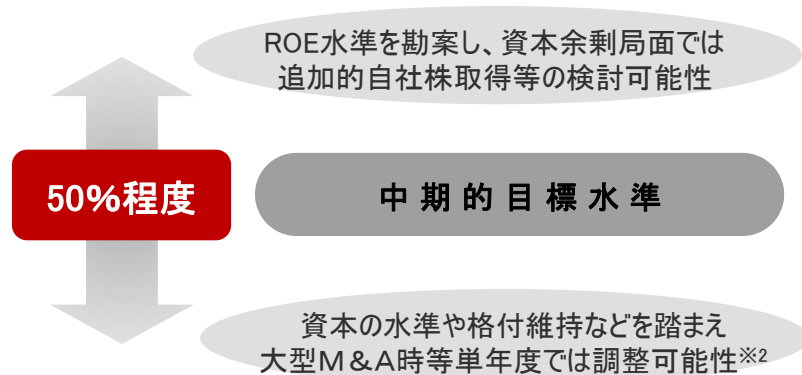 ROE水準を勘案し、資本余剰局面では
追加的自社株取得等の検討可能性
50%程度
中期的目標水準
資本の水準や格付維持などを踏まえ
大型M&A時等単年度では調整可能性※2